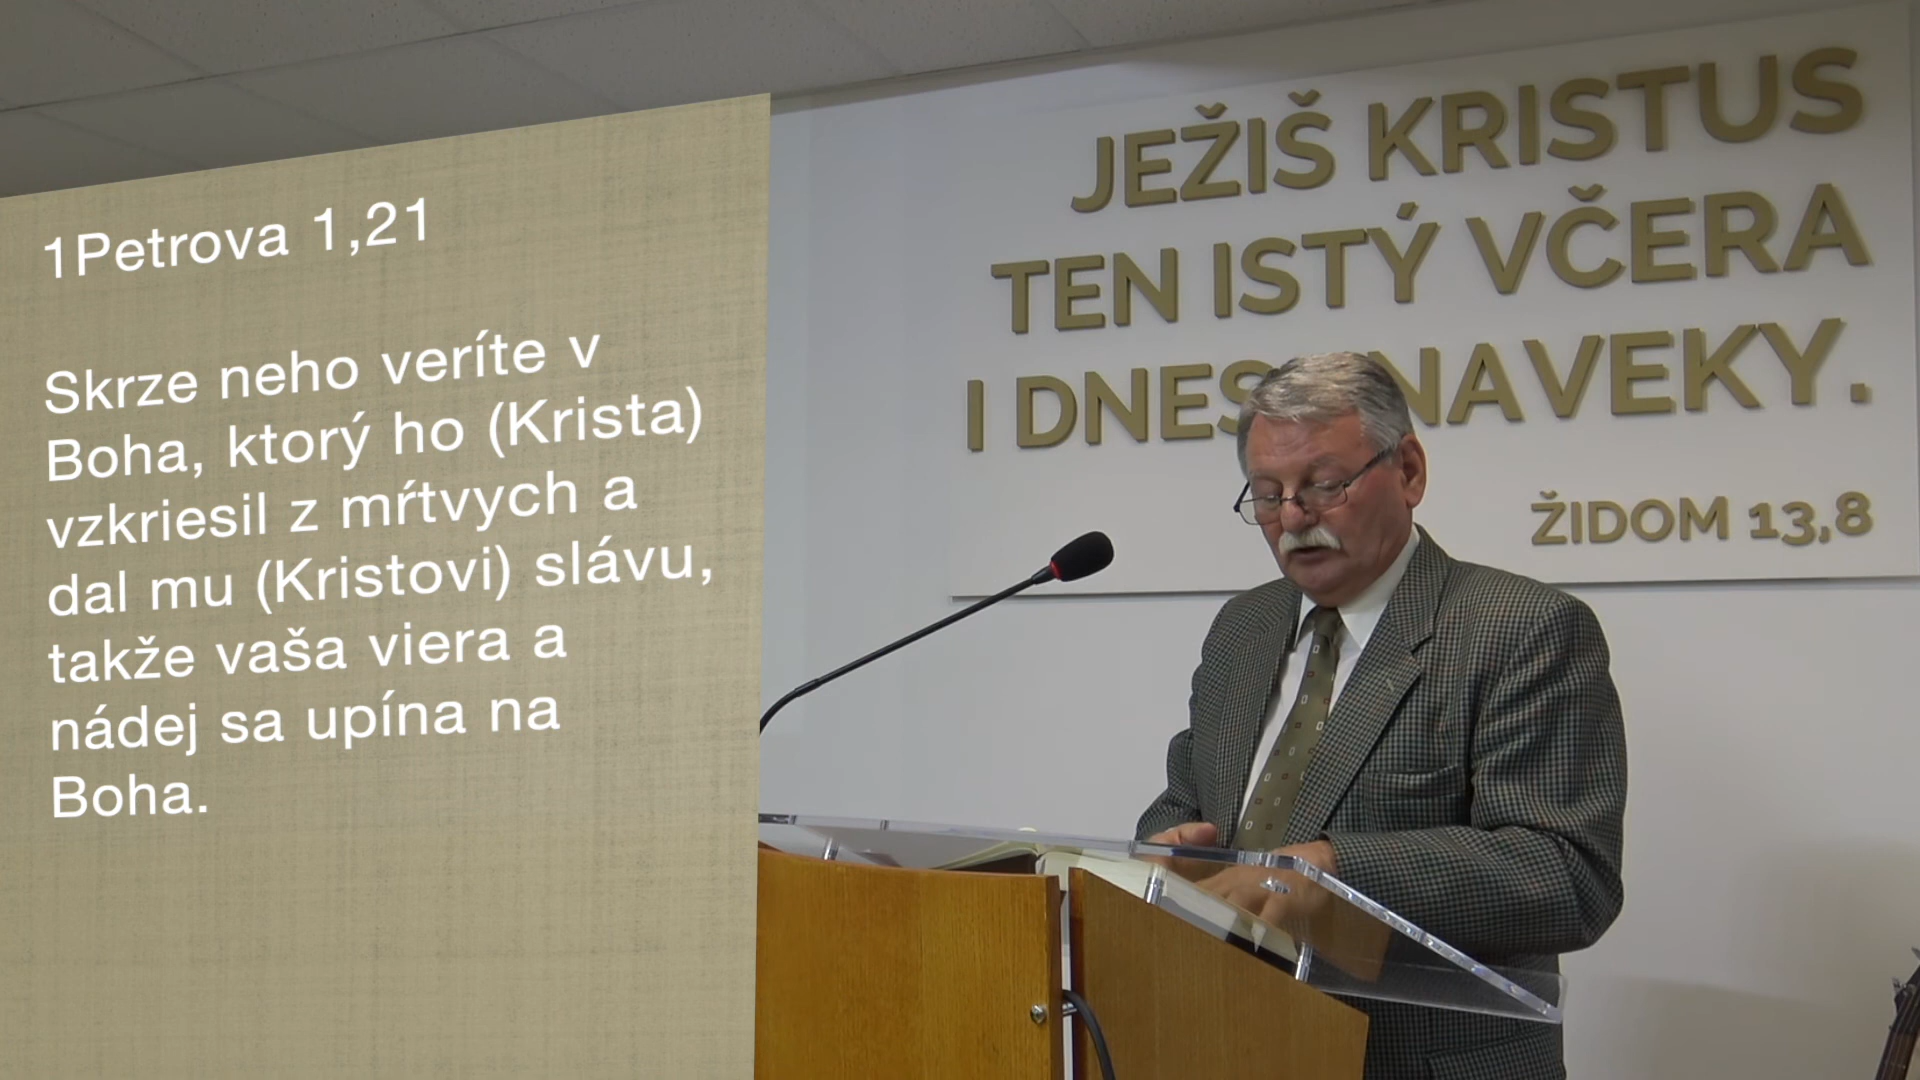 1Petrova 1,21
Skrze neho veríte v
Boha, ktorý ho (Krista)
vzkriesil z mŕtvych a
dal mu (Kristovi) slávu,
takže vaša viera a
nádej sa upína na
Boha.
JEŽIŠ KRISTUS
TEN ISTÝ VČERA
I DNES NAVEKY.
ŽIDOM 13,8